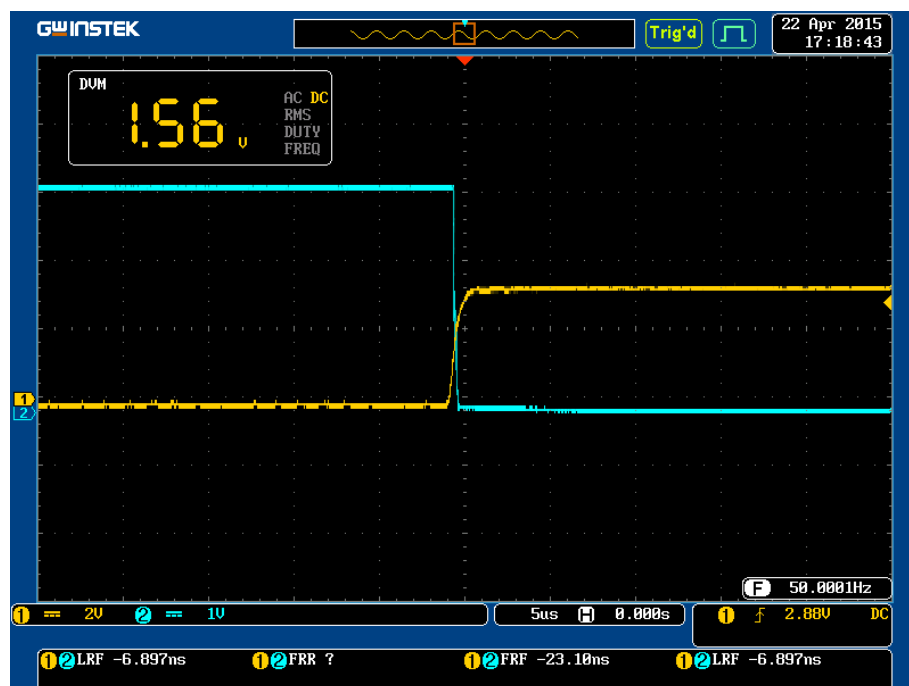 GWINSTEK
Trig'd
22 Apr 2015
17:18:43
DVM
1.56 V
AC DC
RMS
DUTY
FREQ
1
2
F 50.0001Hz
1 2V 2 1V
5us H 0.000s
1 2.88V DC
12LRF -6.897ns 12FRR ? 12FRF -23.10ns 12LRF -6.897ns